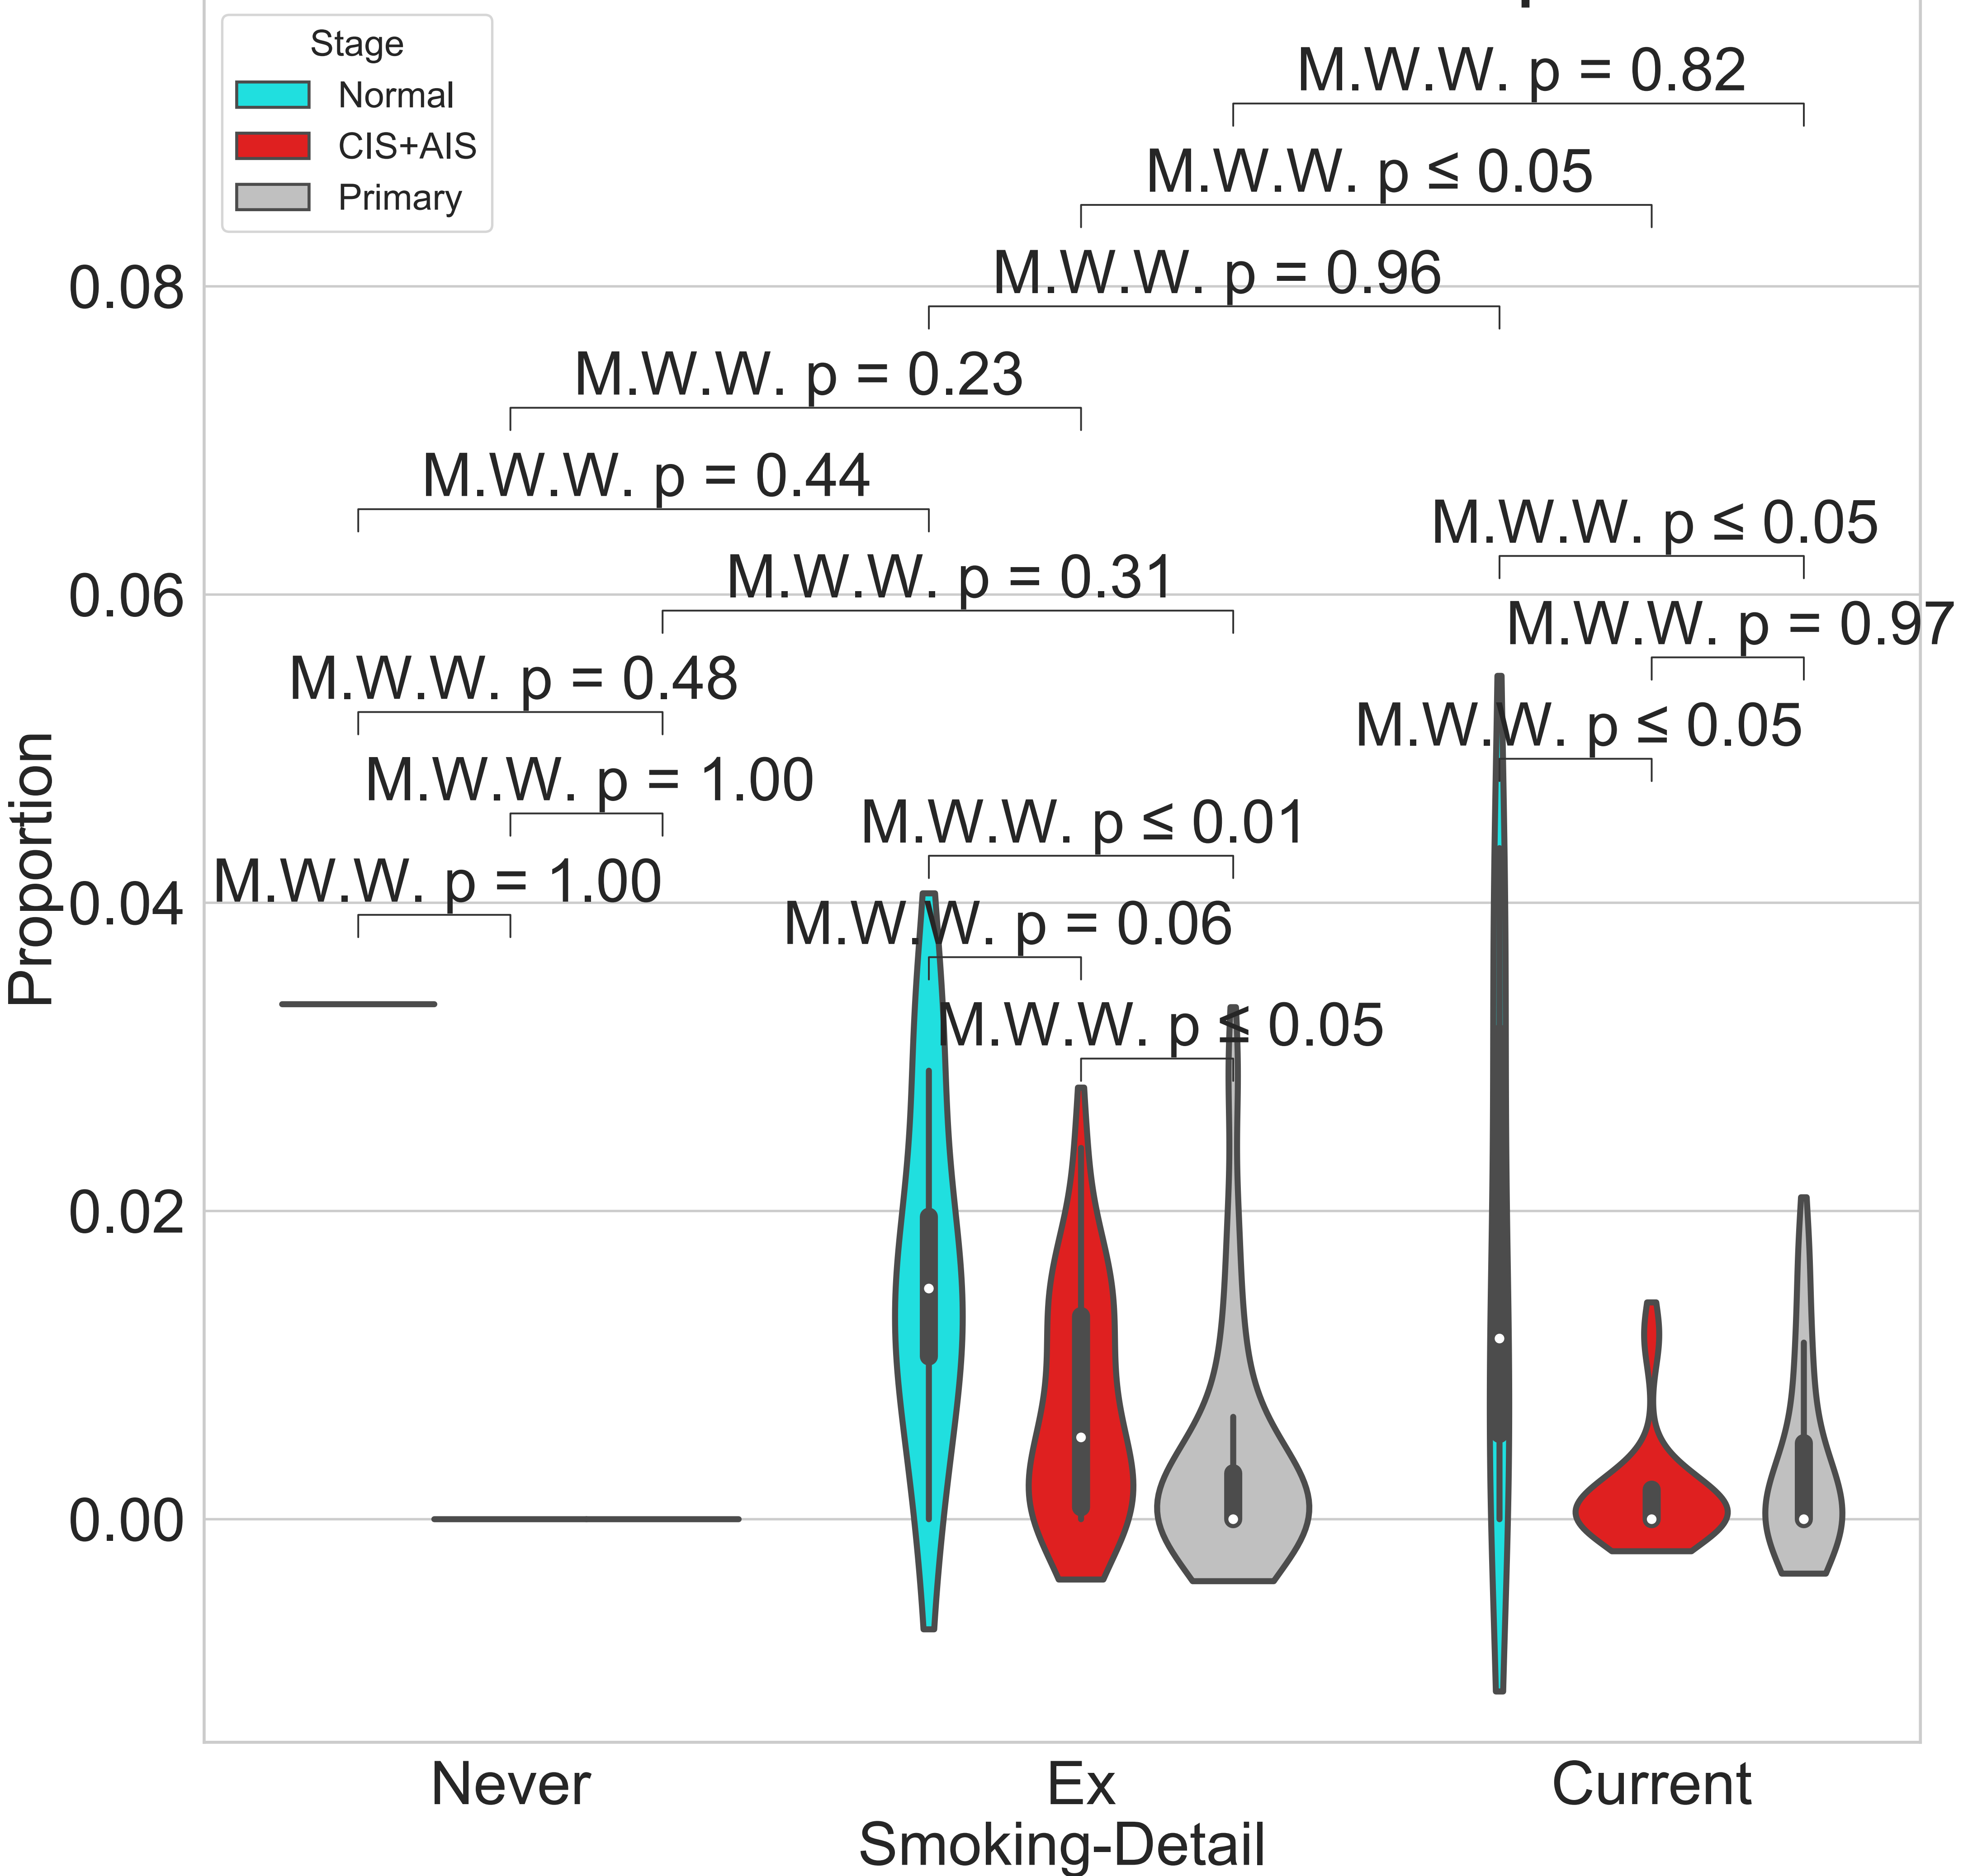 Stage
Normal
CIS+AIS
Primary
M.W.W. p = 0.82
M.W.W. p ≤ 0.05
M.W.W. p = 0.96
M.W.W. p = 0.23
M.W.W. p = 0.44
M.W.W. p ≤ 0.05
M.W.W. p = 0.31
M.W.W. p = 0.97
M.W.W. p = 0.48
M.W.W. p ≤ 0.05
M.W.W. p = 1.00
M.W.W. p ≤ 0.01
M.W.W. p = 1.00
M.W.W. p = 0.06
M.W.W. p ≤ 0.05
0.08
0.06
0.04
0.02
0.00
Proportion
Never
Ex
Current
Smoking-Detail